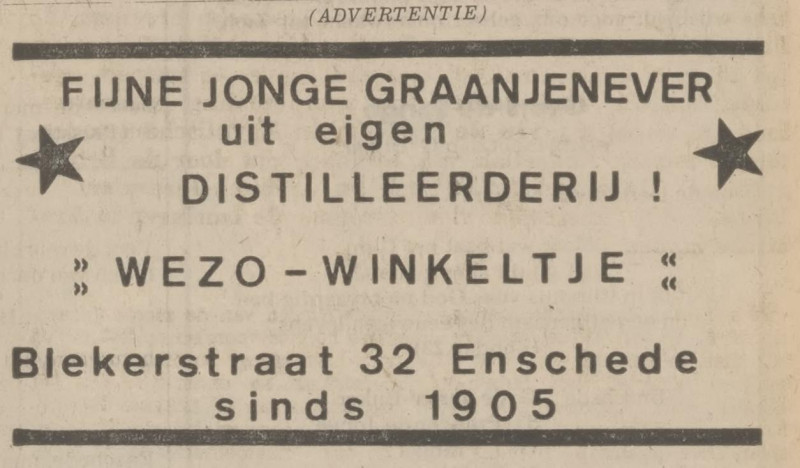 (ADVERTENTIE)
FIJNE JONGE GRAANJENEVER
uit eigen
DISTILLEERDERIJ !
„ WEZO – WINKELTJE “
Blekerstraat 32 Enschede
sinds 1905